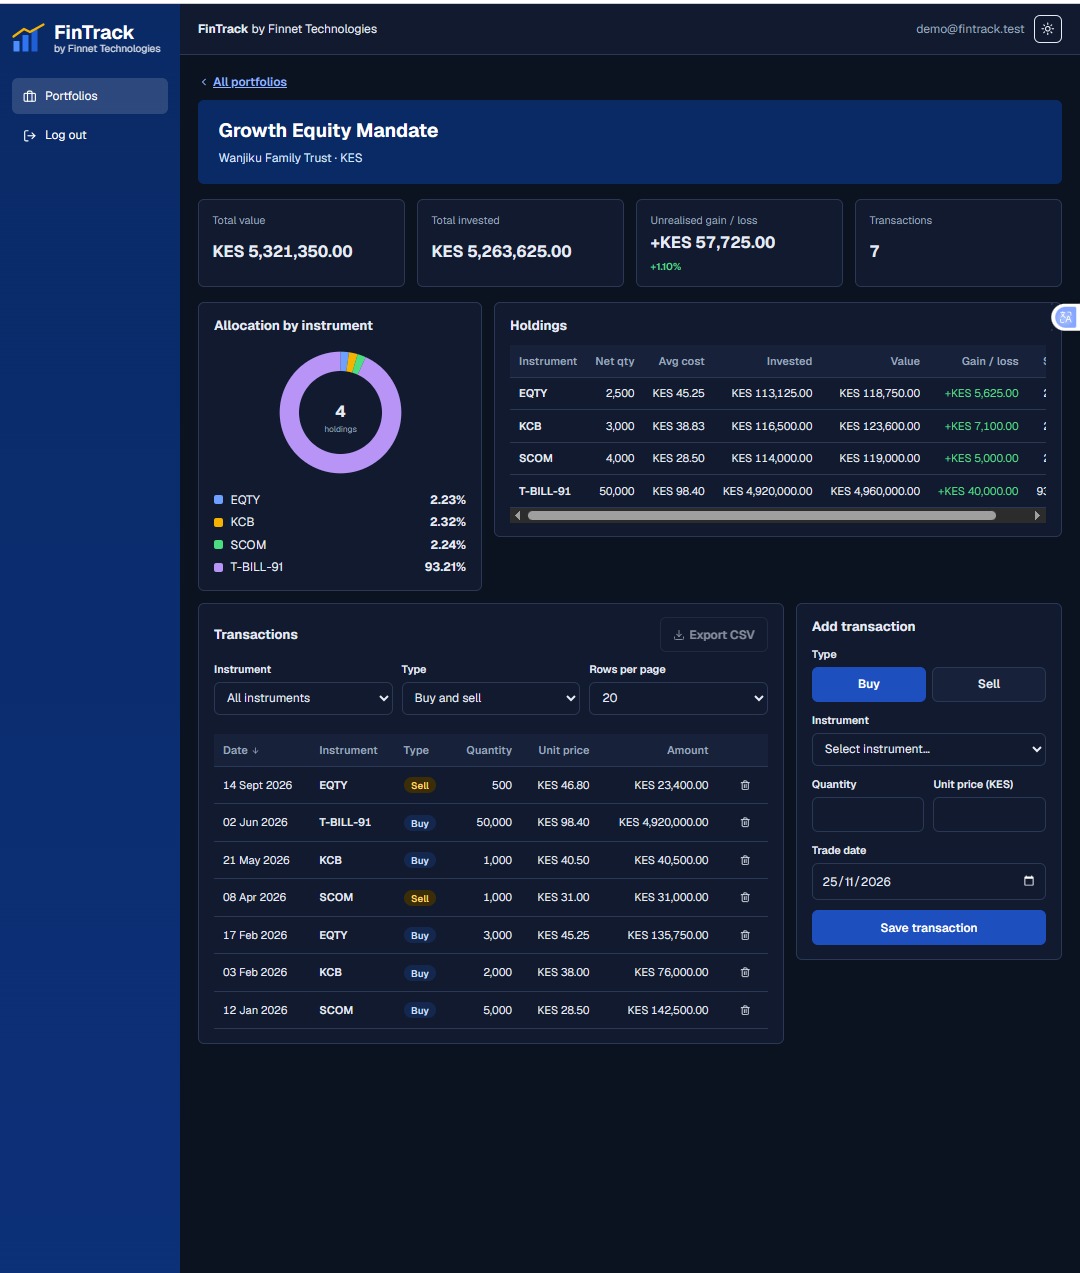 FinTrack
by Finnet Technologies
Portfolios
Log out
FinTrack by Finnet Technologies
demo@fintrack.test
All portfolios
Growth Equity Mandate
Wanjiku Family Trust · KES
Total value
KES 5,321,350.00
Total invested
KES 5,263,625.00
Unrealised gain / loss
+KES 57,725.00
+1.10%
Transactions
7
Allocation by instrument
4
holdings
EQTY 2.23%
KCB 2.32%
SCOM 2.24%
T-BILL-91 93.21%
Holdings
Instrument Net qty Avg cost Invested Value Gain / loss
EQTY 2,500 KES 45.25 KES 113,125.00 KES 118,750.00 +KES 5,625.00
KCB 3,000 KES 38.83 KES 116,500.00 KES 123,600.00 +KES 7,100.00
SCOM 4,000 KES 28.50 KES 114,000.00 KES 119,000.00 +KES 5,000.00
T-BILL-91 50,000 KES 98.40 KES 4,920,000.00 KES 4,960,000.00 +KES 40,000.00
Transactions
Export CSV
Instrument Type Rows per page
All instruments Buy and sell 20
Date ↓ Instrument Type Quantity Unit price Amount
14 Sept 2026 EQTY Sell 500 KES 46.80 KES 23,400.00
02 Jun 2026 T-BILL-91 Buy 50,000 KES 98.40 KES 4,920,000.00
21 May 2026 KCB Buy 1,000 KES 40.50 KES 40,500.00
08 Apr 2026 SCOM Sell 1,000 KES 31.00 KES 31,000.00
17 Feb 2026 EQTY Buy 3,000 KES 45.25 KES 135,750.00
03 Feb 2026 KCB Buy 2,000 KES 38.00 KES 76,000.00
12 Jan 2026 SCOM Buy 5,000 KES 28.50 KES 142,500.00
Add transaction
Type
Buy Sell
Instrument
Select instrument...
Quantity Unit price (KES)
Trade date
25/11/2026
Save transaction